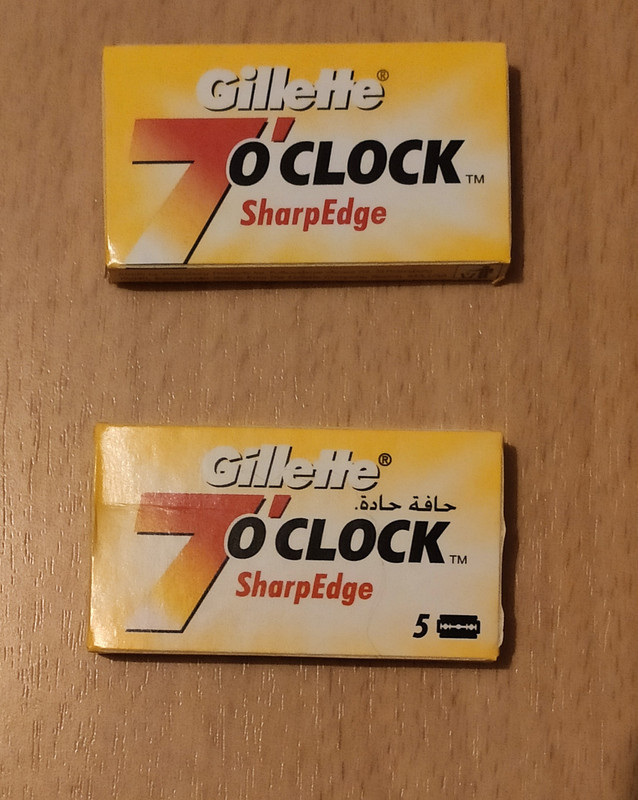 Gillette®
7 O'CLOCK™
SharpEdge
Gillette®
حافة حادة.
7 O'CLOCK™
SharpEdge
5